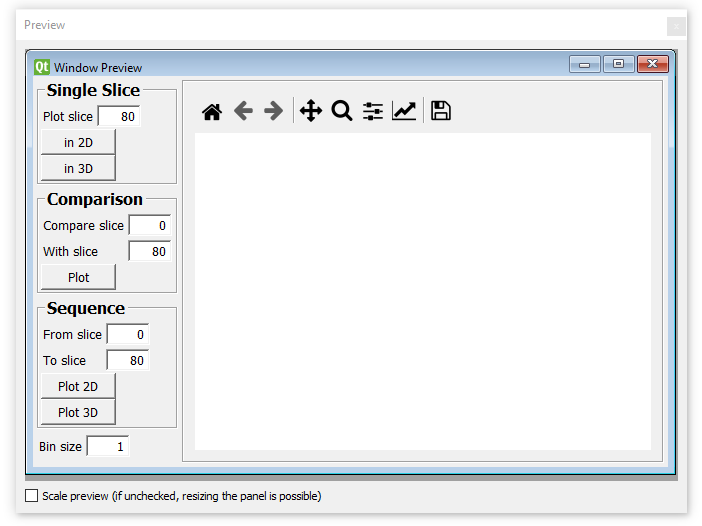 Preview
Qt Window Preview
Single Slice
Plot slice 80
in 2D
in 3D
Comparison
Compare slice 0
With slice 80
Plot
Sequence
From slice 0
To slice 80
Plot 2D
Plot 3D
Bin size 1
Scale preview (if unchecked, resizing the panel is possible)